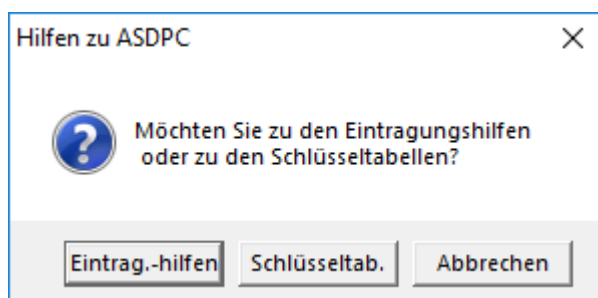 Hilfen zu ASDPC
Möchten Sie zu den Eintragungshilfen
oder zu den Schlüsseltabellen?
Eintrag.-hilfen Schlüsseltab. Abbrechen